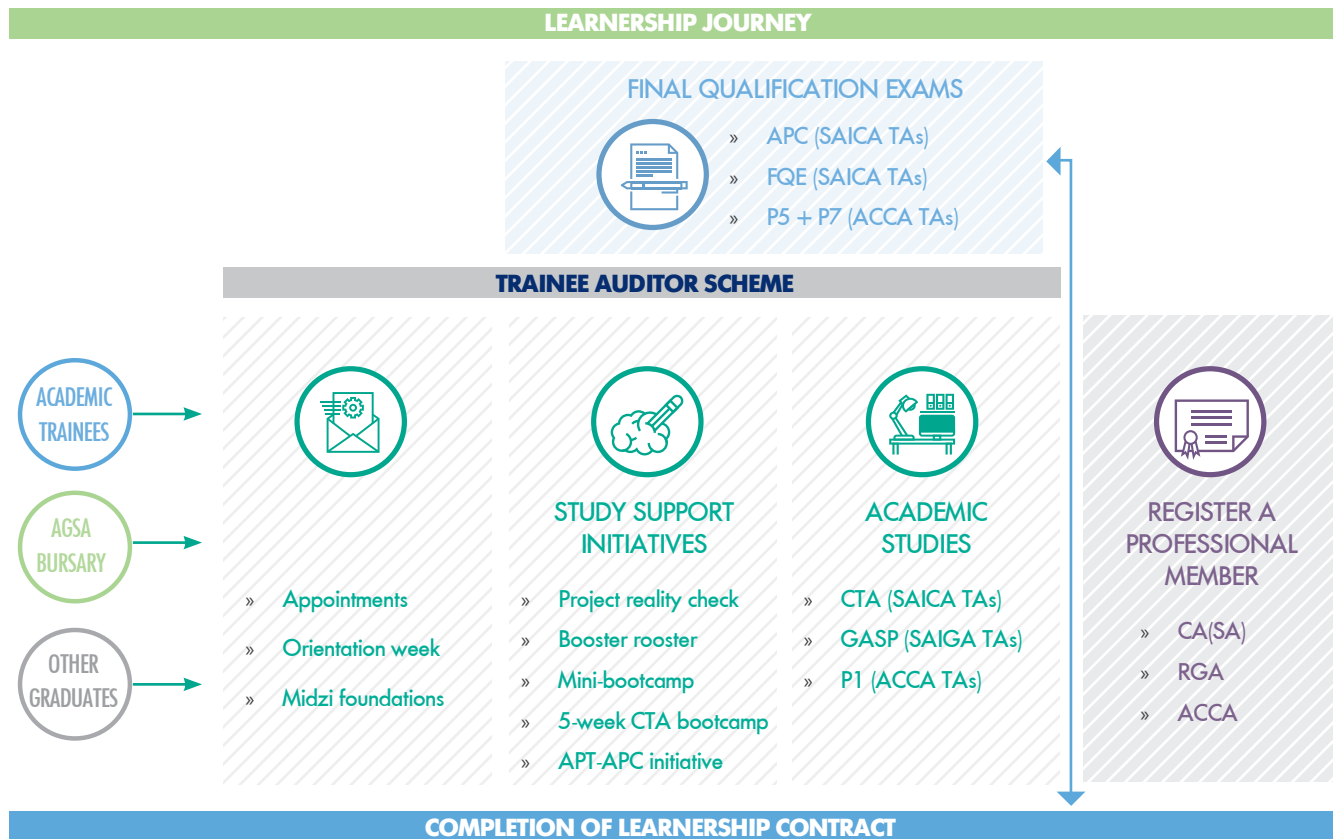 LEARNERSHIP JOURNEY
FINAL QUALIFICATION EXAMS
» APC (SAICA TAs)
» FQE (SAICA TAs)
» P5 + P7 (ACCA TAs)
TRAINEE AUDITOR SCHEME
ACADEMIC
TRAINEES
AGSA
BURSARY
OTHER
GRADUATES
» Appointments
» Orientation week
» Midzi foundations
STUDY SUPPORT
INITIATIVES
» Project reality check
» Booster rooster
» Mini-bootcamp
» 5-week CTA bootcamp
» APT-APC initiative
ACADEMIC
STUDIES
» CTA (SAICA TAs)
» GASP (SAIGA TAs)
» P1 (ACCA TAs)
REGISTER A
PROFESSIONAL
MEMBER
» CA(SA)
» RGA
» ACCA
COMPLETION OF LEARNERSHIP CONTRACT